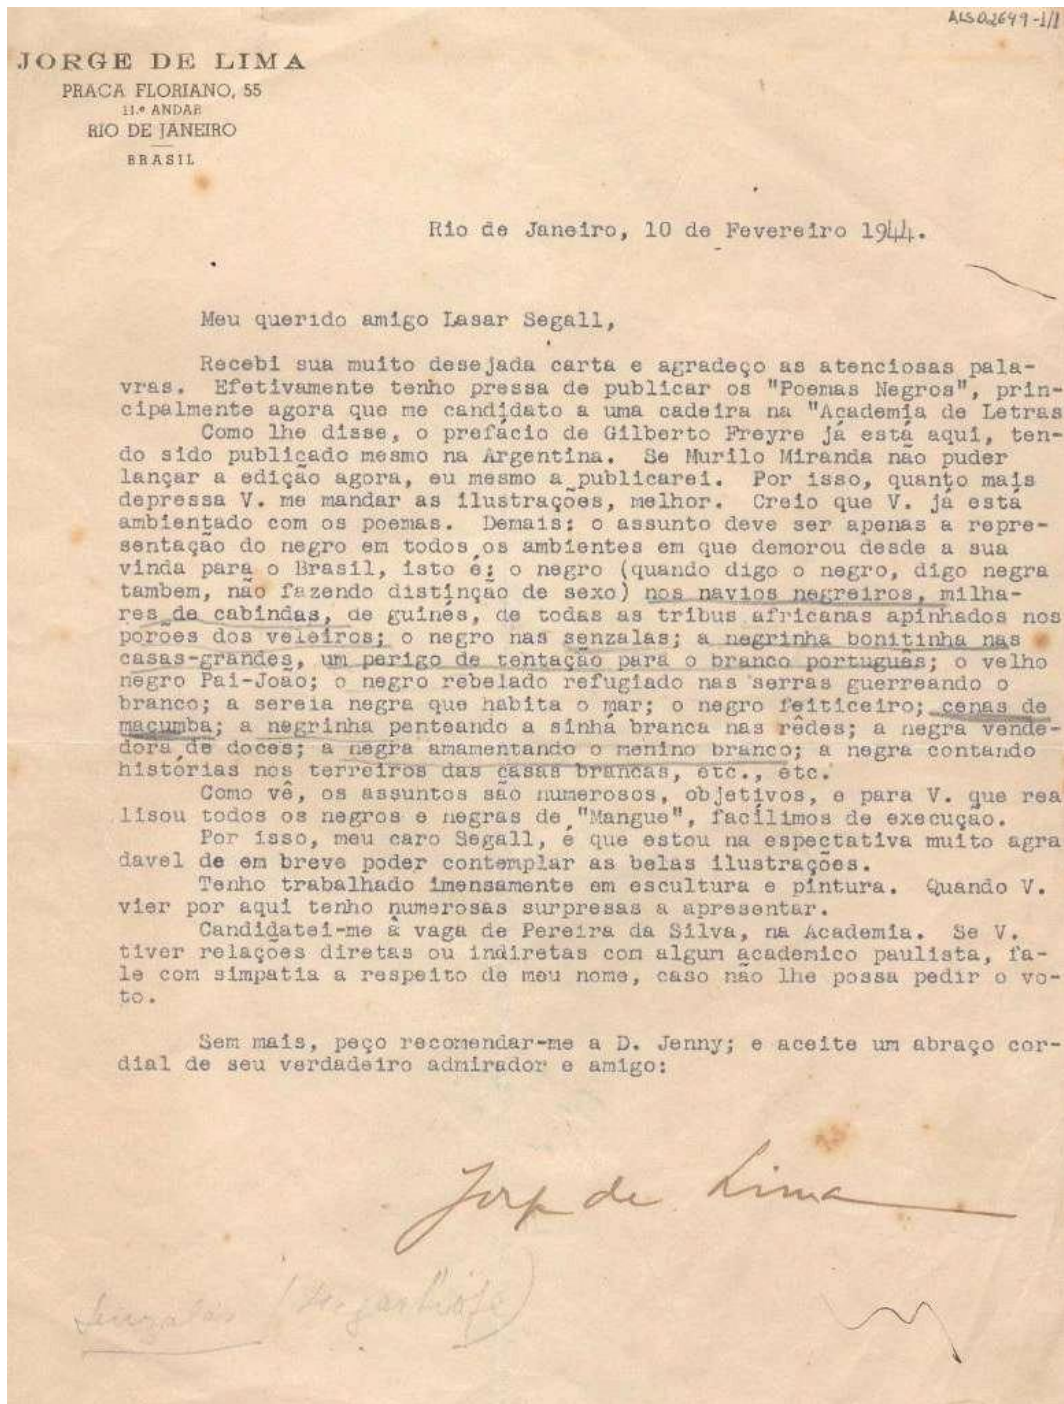 ALS02649-1/1
JORGE DE LIMA
PRAÇA FLORIANO, 55
11.º ANDAR
RIO DE JANEIRO
BRASIL
Rio de Janeiro, 10 de Fevereiro 1944.
Meu querido amigo Lasar Segall,
Recebi sua muito desejada carta e agradeço as atenciosas pala-
vras. Efetivamente tenho pressa de publicar os "Poemas Negros", prin-
cipalmente agora que me candidato a uma cadeira na "Academia de Letras
Como lhe disse, o prefácio de Gilberto Freyre já está aqui, ten-
do sido publicado mesmo na Argentina. Se Murilo Miranda não puder
lançar a edição agora, eu mesmo a publicarei. Por isso, quanto mais
depressa V. me mandar as ilustrações, melhor. Creio que V. já está
ambientado com os poemas. Demais: o assunto deve ser apenas a repre-
sentação do negro em todos os ambientes em que demorou desde a sua
vinda para o Brasil, isto é: o negro (quando digo o negro, digo negra
tambem, não fazendo distinção de sexo) nos navios negreiros, milha-
res de cabindas, de guinés, de todas as tribus africanas apinhados nos
porões dos veleiros; o negro nas senzalas; a negrinha bonitinha nas
casas-grandes, um perigo de tentação para o branco português; o velho
negro Pai-João; o negro rebelado refugiado nas serras guerreando o
branco; a sereia negra que habita o mar; o negro feiticeiro; cenas de
macumba; a negrinha penteando a sinhá branca nas rêdes; a negra vende-
dora de doces; a negra amamentando o menino branco; a negra contando
histórias nos terreiros das casas brancas, etc., etc.
Como vê, os assuntos são numerosos, objetivos, e para V. que rea
lisou todos os negros e negras de "Mangue", facílimos de execução.
Por isso, meu caro Segall, é que estou na espectativa muito agra
davel de em breve poder contemplar as belas ilustrações.
Tenho trabalhado imensamente em escultura e pintura. Quando V.
vier por aqui tenho numerosas surpresas a apresentar.
Candidatei-me à vaga de Pereira da Silva, na Academia. Se V.
tiver relações diretas ou indiretas com algum academico paulista, fa-
le com simpatia a respeito de meu nome, caso não lhe possa pedir o vo-
to.
Sem mais, peço recomendar-me a D. Jenny; e aceite um abraço cor-
dial de seu verdadeiro admirador e amigo:
Jorge de Lima
Senzalas